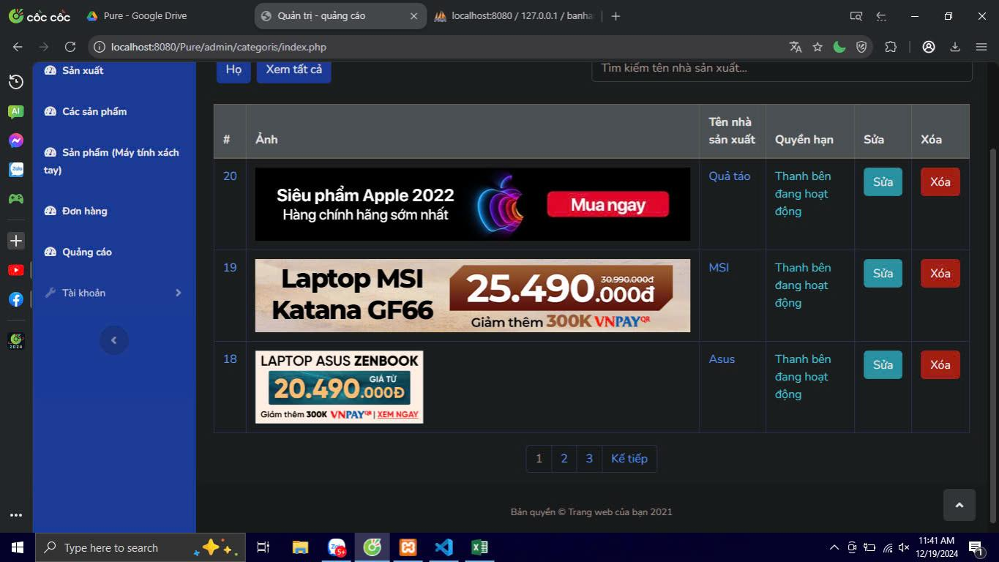 cốc cốc
Pure - Google Drive
Quản trị - quảng cáo
localhost:8080 / 127.0.0.1 / banha
localhost:8080/Pure/admin/categoris/index.php
Sản xuất
Các sản phẩm
Sản phẩm (Máy tính xách
tay)
Đơn hàng
Quảng cáo
Tài khoản
Họ
Xem tất cả
Tìm kiếm tên nhà sản xuất...
#
Ảnh
Tên nhà
sản xuất
Quyền hạn
Sửa
Xóa
20
Siêu phẩm Apple 2022
Hàng chính hãng sớm nhất
Mua ngay
Quả táo
Thanh bên
đang hoạt
động
Sửa
Xóa
19
Laptop MSI
Katana GF66
30.990.000đ
25.490.000đ
Giảm thêm 300K VNPAYQR
MSI
Thanh bên
đang hoạt
động
Sửa
Xóa
18
LAPTOP ASUS ZENBOOK
GIÁ TỪ
20.490.000Đ
Giảm thêm 300K VNPAYQR | XEM NGAY
Asus
Thanh bên
đang hoạt
động
Sửa
Xóa
1 2 3 Kế tiếp
Bản quyền © Trang web của bạn 2021
AI
Zalo
2024
Type here to search
5+
11:41 AM
12/19/2024
1